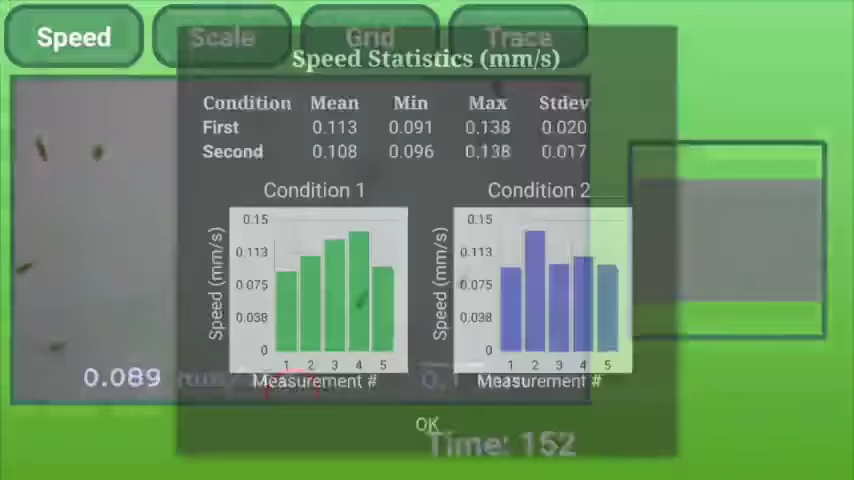 Speed Scale Grid Trace
Speed Statistics (mm/s)
Condition Mean Min Max Stdev
First 0.113 0.091 0.138 0.020
Second 0.108 0.096 0.138 0.017
Condition 1 Condition 2
Speed (mm/s) Speed (mm/s)
0.15 0.15
0.113 0.113
0.075 0.075
0.038 0.038
0 0
1 2 3 4 5 1 2 3 4 5
Measurement # Measurement #
0.089
OK
Time: 152